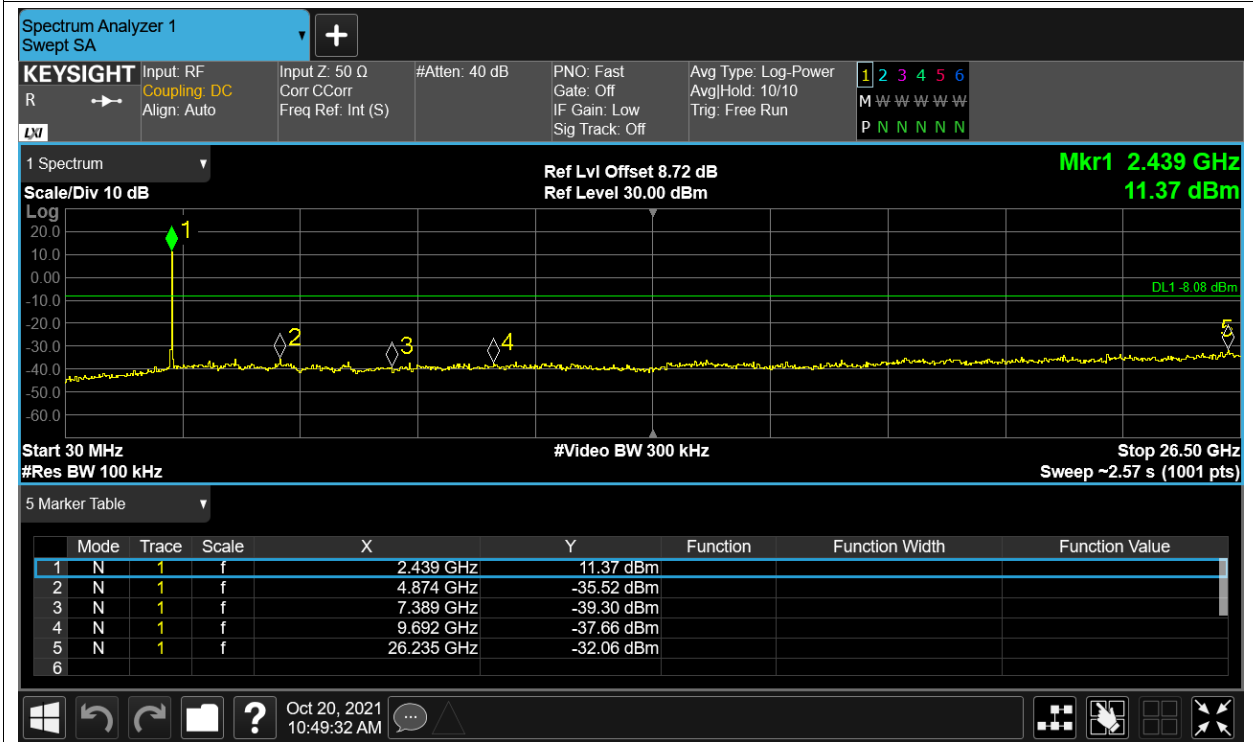 Spectrum Analyzer 1
Swept SA
+
KEYSIGHT Input: RF Input Z: 50 Ω #Atten: 40 dB PNO: Fast Avg Type: Log-Power 1 2 3 4 5 6
R Coupling: DC Corr CCorr Gate: Off Avg|Hold: 10/10 M W W W W W
Align: Auto Freq Ref: Int (S) IF Gain: Low Trig: Free Run
LXI Sig Track: Off P N N N N N
1 Spectrum Ref Lvl Offset 8.72 dB Mkr1 2.439 GHz
Scale/Div 10 dB Ref Level 30.00 dBm 11.37 dBm
Log
20.0 1
10.0
0.00
DL1 -8.08 dBm
-10.0
-20.0
2 3 4 5
-30.0
-40.0
-50.0
-60.0
Start 30 MHz #Video BW 300 kHz Stop 26.50 GHz
#Res BW 100 kHz Sweep ~2.57 s (1001 pts)
5 Marker Table
Mode Trace Scale X Y Function Function Width Function Value
1 N 1 f 2.439 GHz 11.37 dBm
2 N 1 f 4.874 GHz -35.52 dBm
3 N 1 f 7.389 GHz -39.30 dBm
4 N 1 f 9.692 GHz -37.66 dBm
5 N 1 f 26.235 GHz -32.06 dBm
6
? Oct 20, 2021
10:49:32 AM